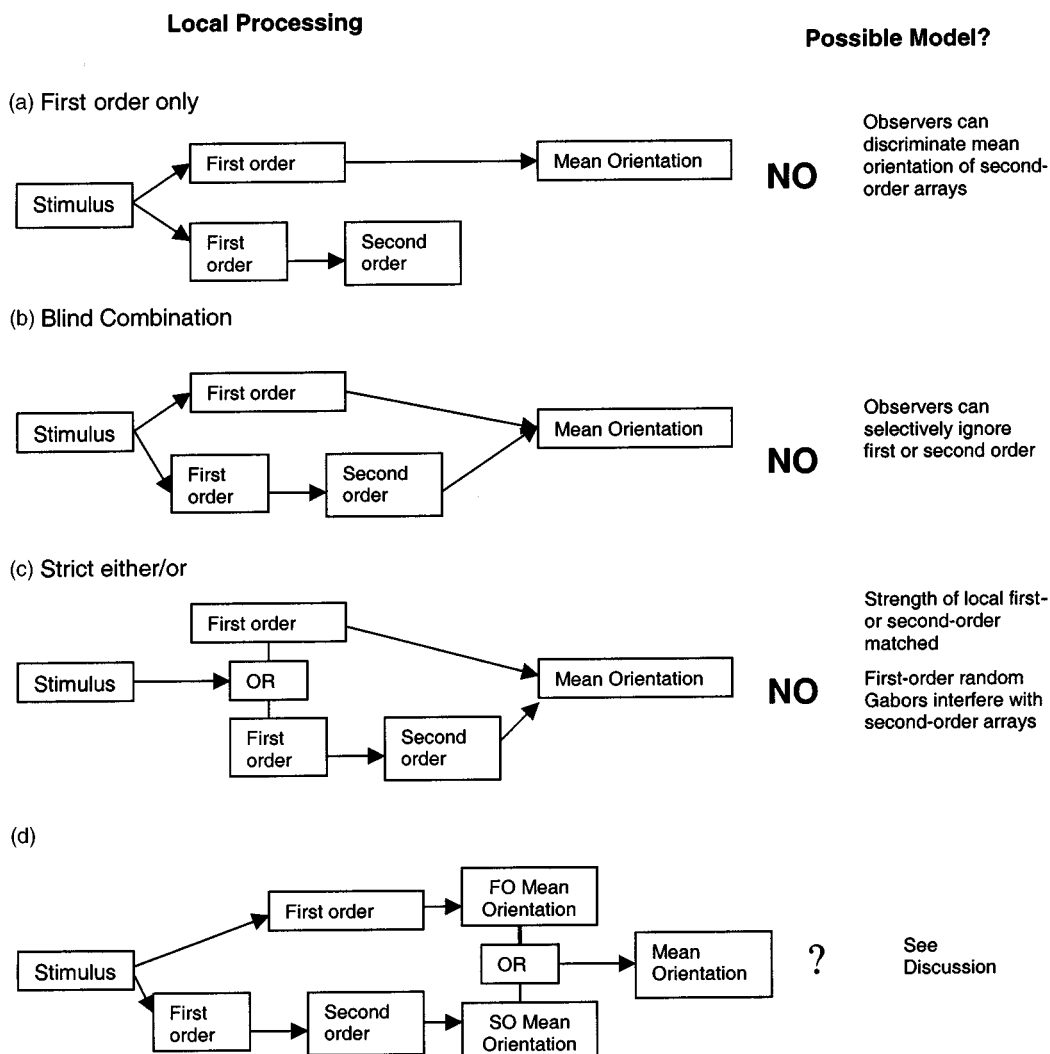 Local Processing
Possible Model?
(a) First order only
Stimulus
First order
First
order
Second
order
Mean Orientation
NO
Observers can
discriminate mean
orientation of second-
order arrays
(b) Blind Combination
Stimulus
First order
First
order
Second
order
Mean Orientation
NO
Observers can
selectively ignore
first or second order
(c) Strict either/or
Stimulus
First order
OR
First
order
Second
order
Mean Orientation
NO
Strength of local first-
or second-order
matched
First-order random
Gabors interfere with
second-order arrays
(d)
Stimulus
First order
First
order
Second
order
FO Mean
Orientation
OR
SO Mean
Orientation
Mean
Orientation
?
See
Discussion